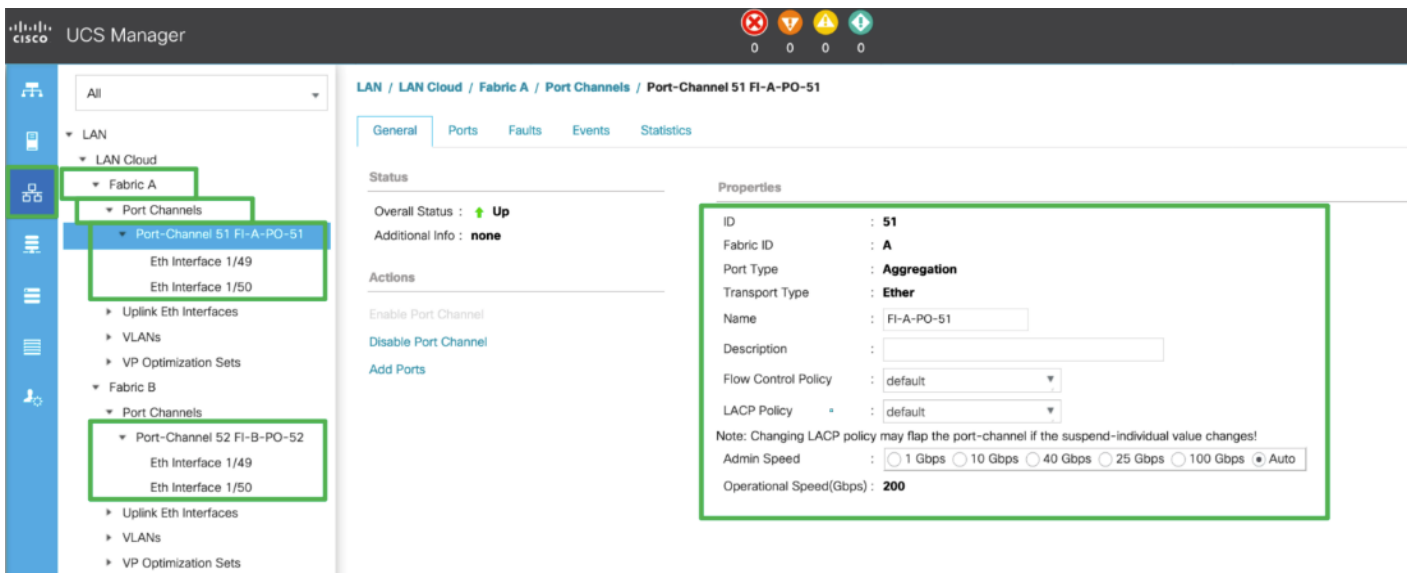 cisco UCS Manager
0 0 0 0
All
LAN
LAN Cloud
Fabric A
Port Channels
Port-Channel 51 FI-A-PO-51
Eth Interface 1/49
Eth Interface 1/50
Uplink Eth Interfaces
VLANs
VP Optimization Sets
Fabric B
Port Channels
Port-Channel 52 FI-B-PO-52
Eth Interface 1/49
Eth Interface 1/50
Uplink Eth Interfaces
VLANs
VP Optimization Sets
LAN / LAN Cloud / Fabric A / Port Channels / Port-Channel 51 FI-A-PO-51
General Ports Faults Events Statistics
Status
Overall Status : Up
Additional Info : none
Actions
Enable Port Channel
Disable Port Channel
Add Ports
Properties
ID : 51
Fabric ID : A
Port Type : Aggregation
Transport Type : Ether
Name : FI-A-PO-51
Description :
Flow Control Policy : default
LACP Policy : default
Note: Changing LACP policy may flap the port-channel if the suspend-individual value changes!
Admin Speed : 1 Gbps 10 Gbps 40 Gbps 25 Gbps 100 Gbps Auto
Operational Speed(Gbps) : 200